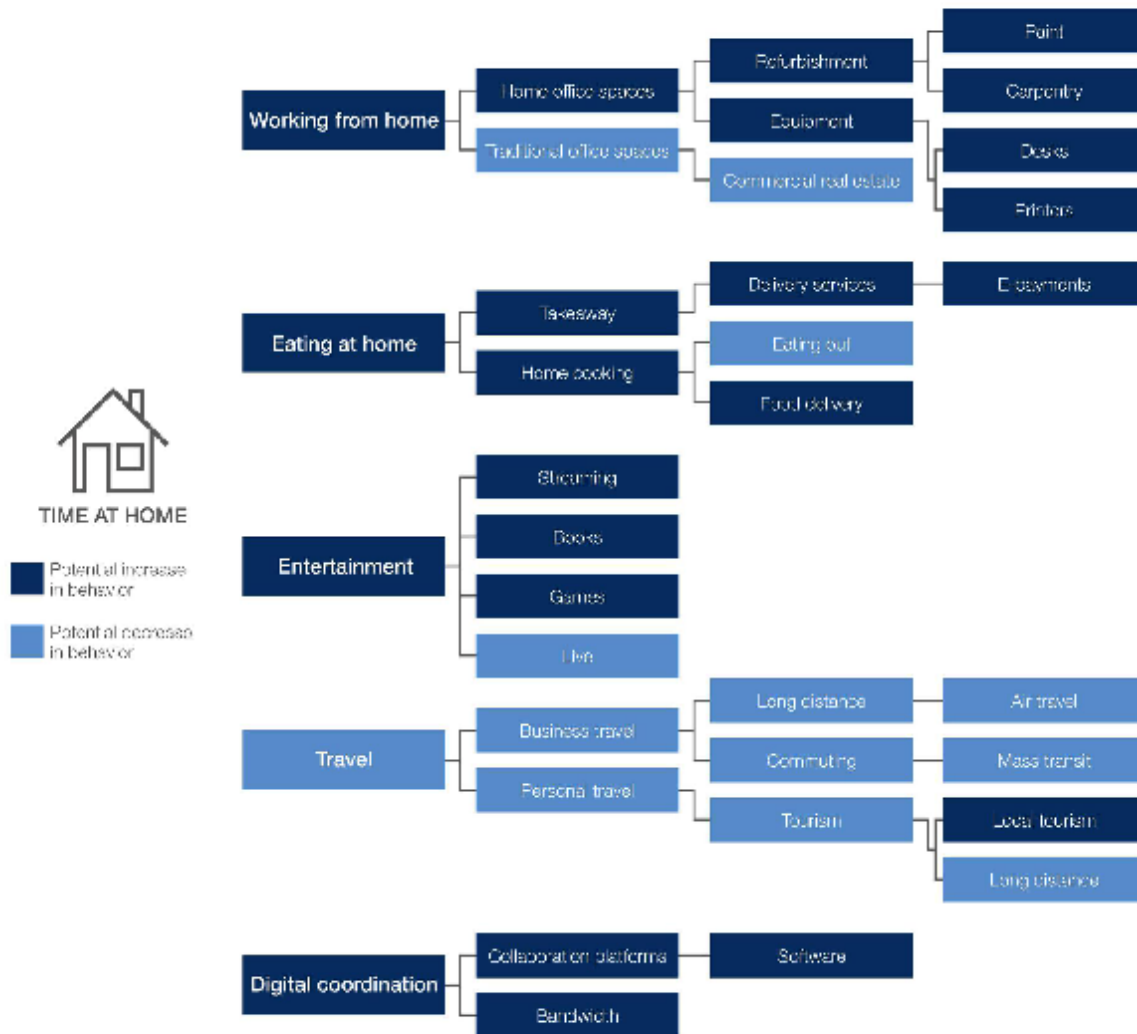 Working from home
Home office spaces
Refurbishment
Paint
Carpentry
Equipment
Desks
Printers
Traditional office spaces
Commercial real estate
Eating at home
Takeaway
Delivery services
E-payments
Home cooking
Eating out
Food delivery
TIME AT HOME
Potential increase
in behavior
Potential decrease
in behavior
Entertainment
Streaming
Books
Games
Live
Travel
Business travel
Long distance
Air travel
Commuting
Mass transit
Personal travel
Tourism
Local tourism
Long distance
Digital coordination
Collaboration platforms
Software
Bandwidth